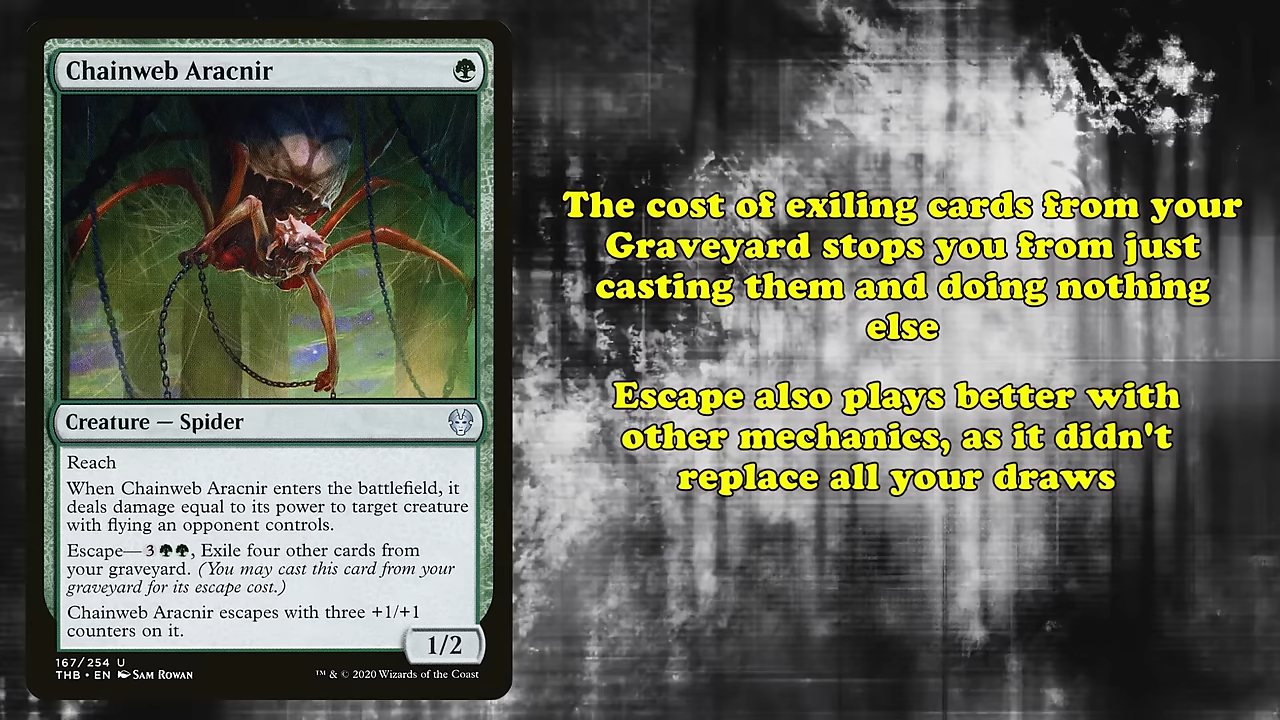 Chainweb Aracnir
Creature — Spider
Reach
When Chainweb Aracnir enters the battlefield, it
deals damage equal to its power to target creature
with flying an opponent controls.
Escape— 3, Exile four other cards from
your graveyard. (You may cast this card from your
graveyard for its escape cost.)
Chainweb Aracnir escapes with three +1/+1
counters on it.
1/2
167/254 U
THB • EN SAM ROWAN
™ & © 2020 Wizards of the Coast
The cost of exiling cards from your
Graveyard stops you from just
casting them and doing nothing
else
Escape also plays better with
other mechanics, as it didn't
replace all your draws